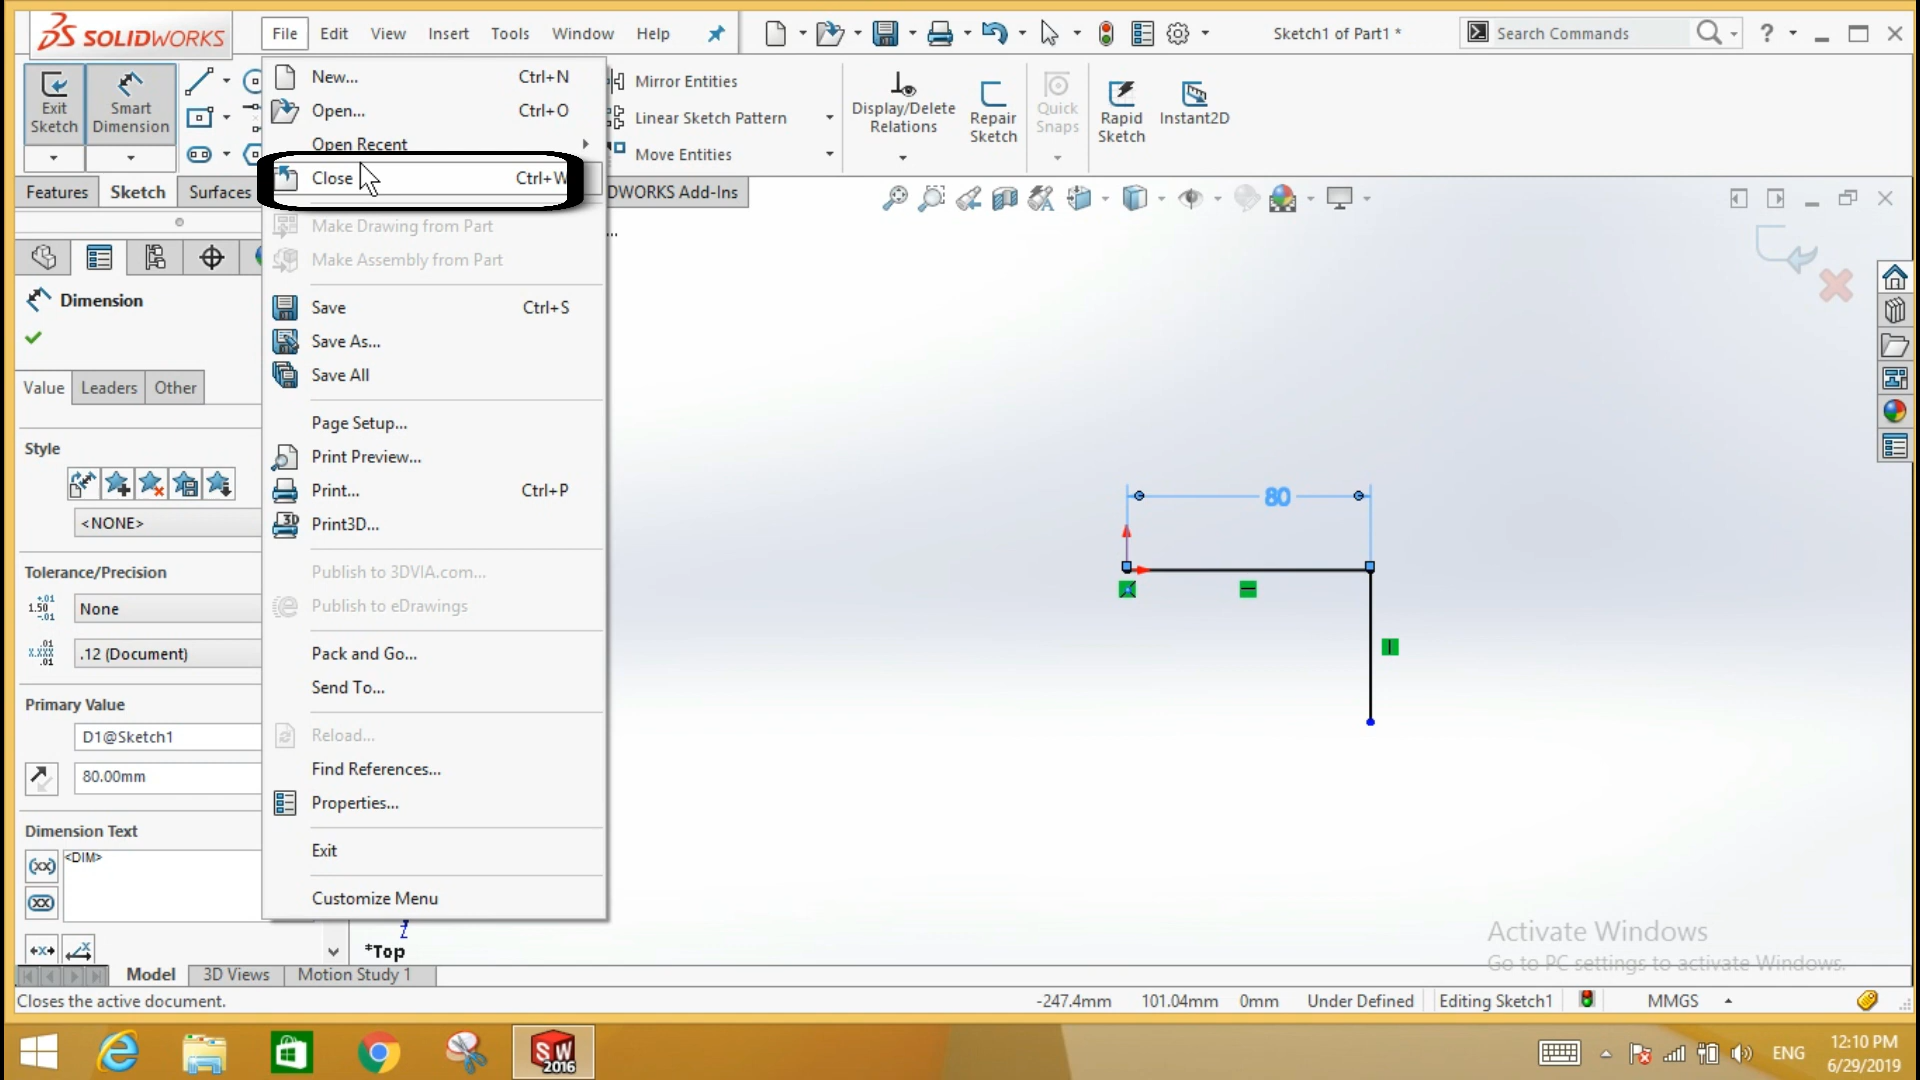 SOLIDWORKS
File Edit View Insert Tools Window Help
Sketch1 of Part1 *
Search Commands
?
Exit Sketch
Smart Dimension
New... Ctrl+N
Open... Ctrl+O
Open Recent
Close Ctrl+W
Make Drawing from Part
Make Assembly from Part
Save Ctrl+S
Save As...
Save All
Page Setup...
Print Preview...
Print... Ctrl+P
Print3D...
Publish to 3DVIA.com...
Publish to eDrawings
Pack and Go...
Send To...
Reload...
Find References...
Properties...
Exit
Customize Menu
Mirror Entities
Linear Sketch Pattern
Move Entities
Display/Delete Relations
Repair Sketch
Quick Snaps
Rapid Sketch
Instant2D
Features Sketch Surfaces
DWORKS Add-Ins
...
Dimension
Value Leaders Other
Style
<NONE>
Tolerance/Precision
None
.12 (Document)
Primary Value
D1@Sketch1
80.00mm
Dimension Text
<DIM>
80
*Top
Model 3D Views Motion Study 1
Activate Windows
Go to PC settings to activate Windows.
Closes the active document.
-247.4mm 101.04mm 0mm Under Defined Editing Sketch1 MMGS
SW 2016
ENG
12:10 PM
6/29/2019